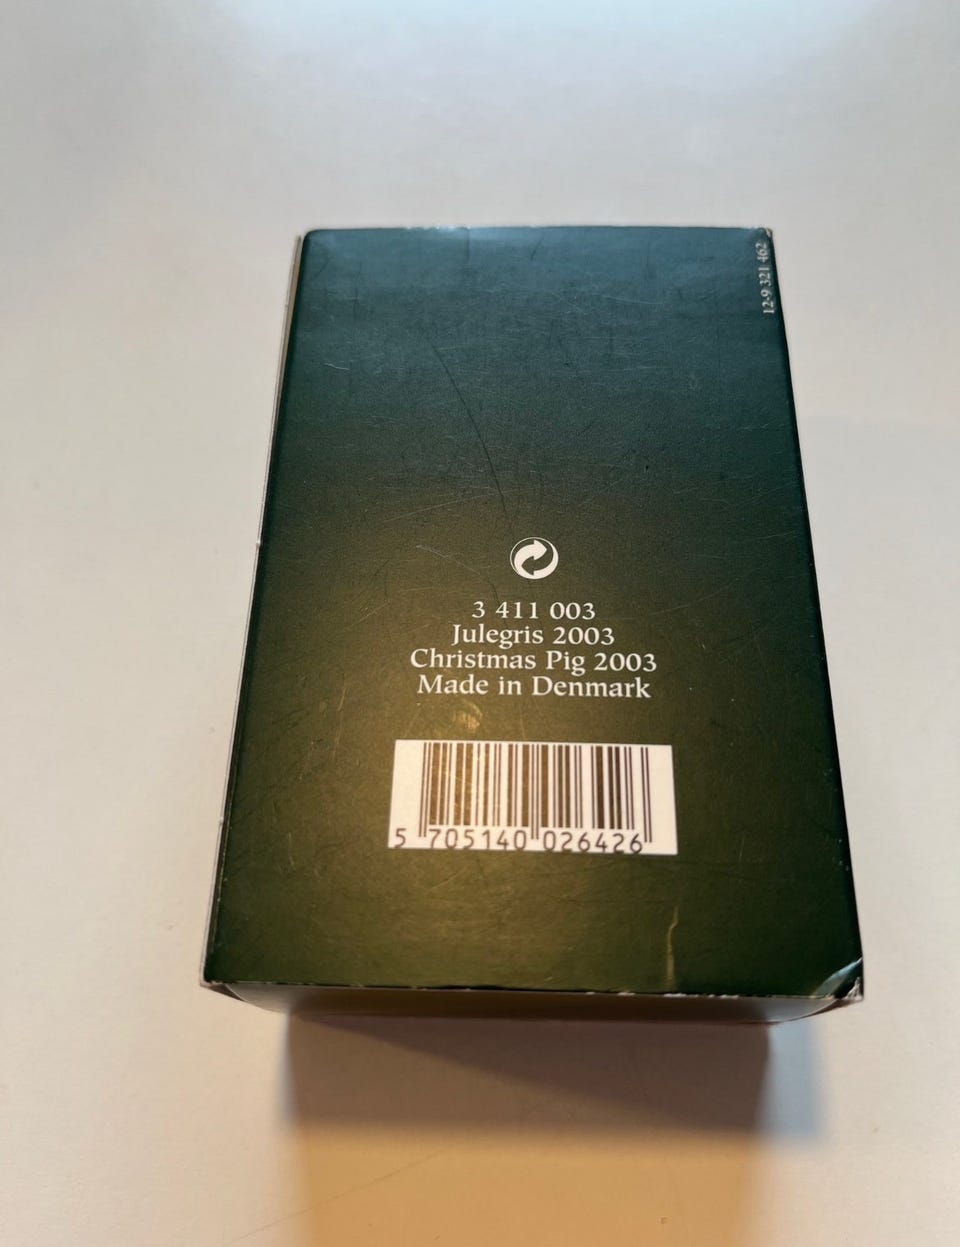 12-9 321 462
3 411 003
Julegris 2003
Christmas Pig 2003
Made in Denmark
5 705140 026426